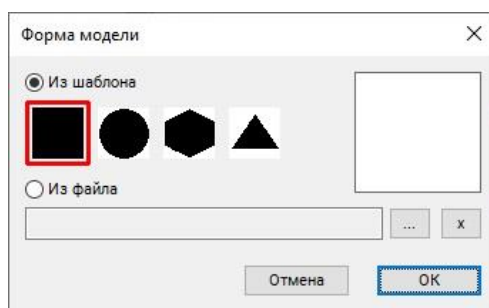 Форма модели
Из шаблона
Из файла
... x
Отмена OK